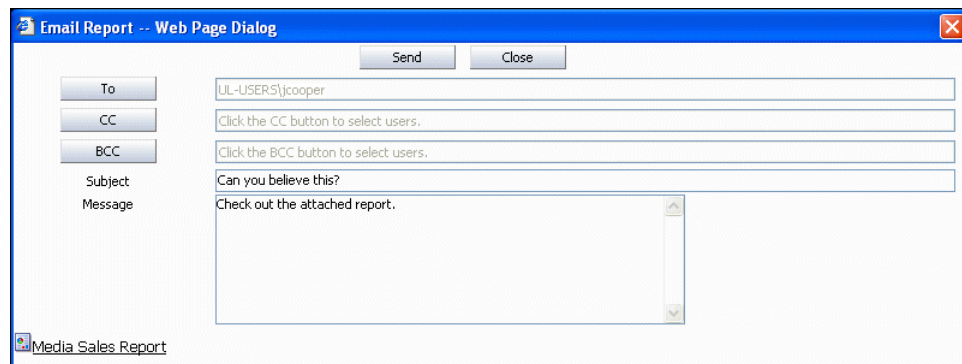 Email Report -- Web Page Dialog
Send Close
To UL-USERS\jcooper
CC Click the CC button to select users.
BCC Click the BCC button to select users.
Subject Can you believe this?
Message Check out the attached report.
Media Sales Report